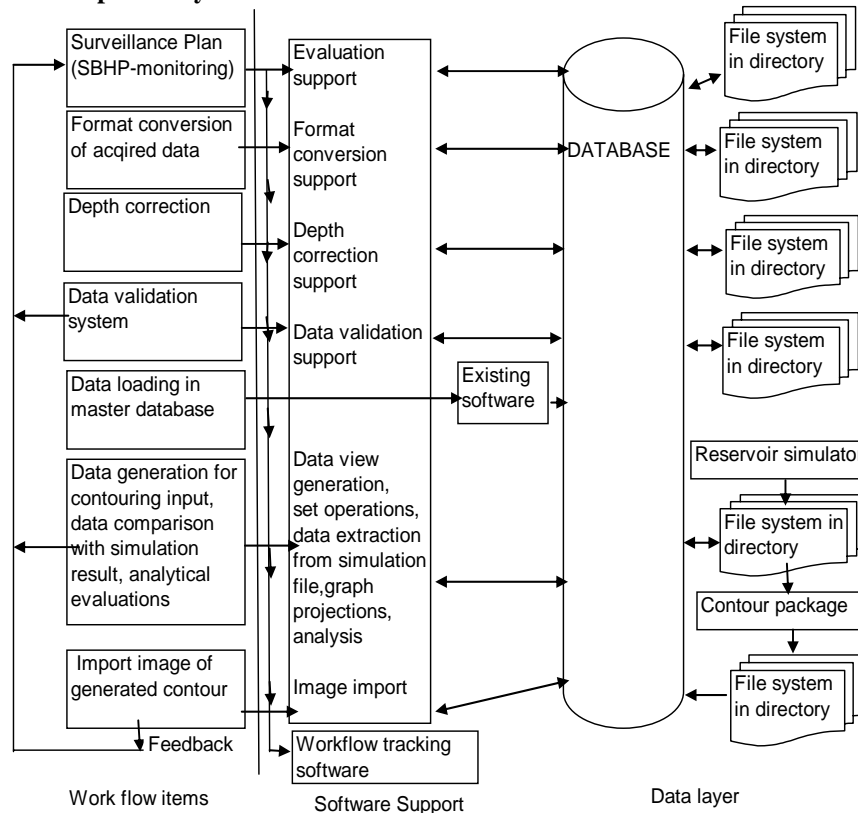 Surveillance Plan
(SBHP-monitoring)
Format conversion
of acqired data
Depth correction
Data validation
system
Data loading in
master database
Data generation for
contouring input,
data comparison
with simulation
result, analytical
evaluations
Import image of
generated contour
Feedback
Work flow items
Evaluation
support
Format
conversion
support
Depth
correction
support
Data validation
support
Existing
software
Data view
generation,
set operations,
data extraction
from simulation
file,graph
projections,
analysis
Image import
Workflow tracking
software
Software Support
DATABASE
File system
in directory
File system
in directory
File system
in directory
File system
in directory
Reservoir simulator
File system in
directory
Contour package
File system
in directory
Data layer